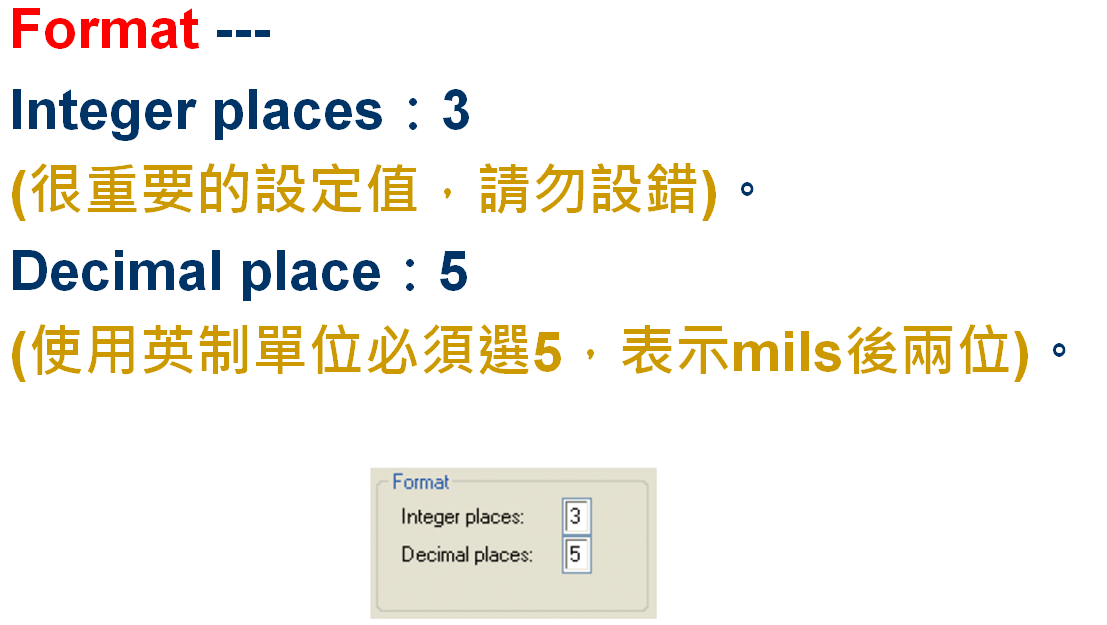 Format ---
Integer places：3
(很重要的設定值，請勿設錯)。
Decimal place：5
(使用英制單位必須選5，表示mils後兩位)。
Format
Integer places: 3
Decimal places: 5